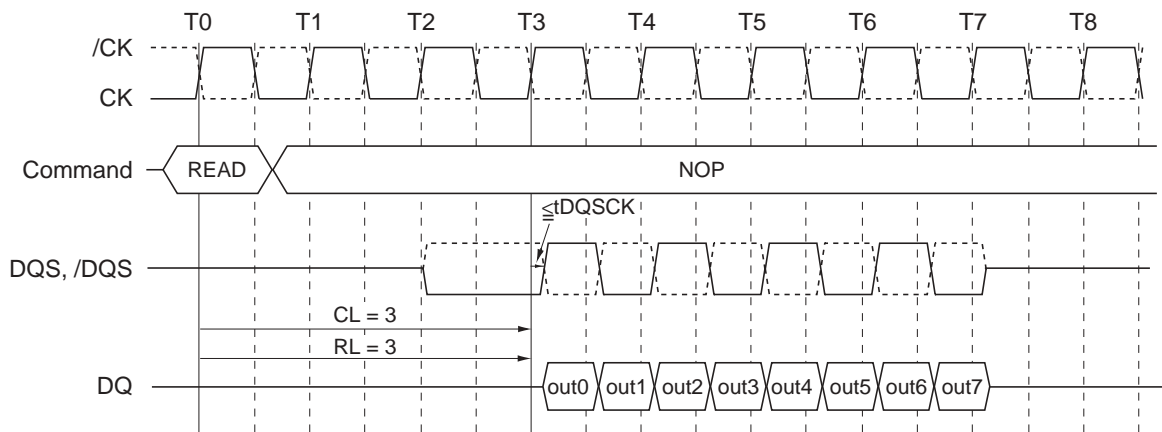 T0 T1 T2 T3 T4 T5 T6 T7 T8
/CK
CK
Command READ NOP
≦tDQSCK
DQS, /DQS
CL = 3
RL = 3
DQ out0 out1 out2 out3 out4 out5 out6 out7